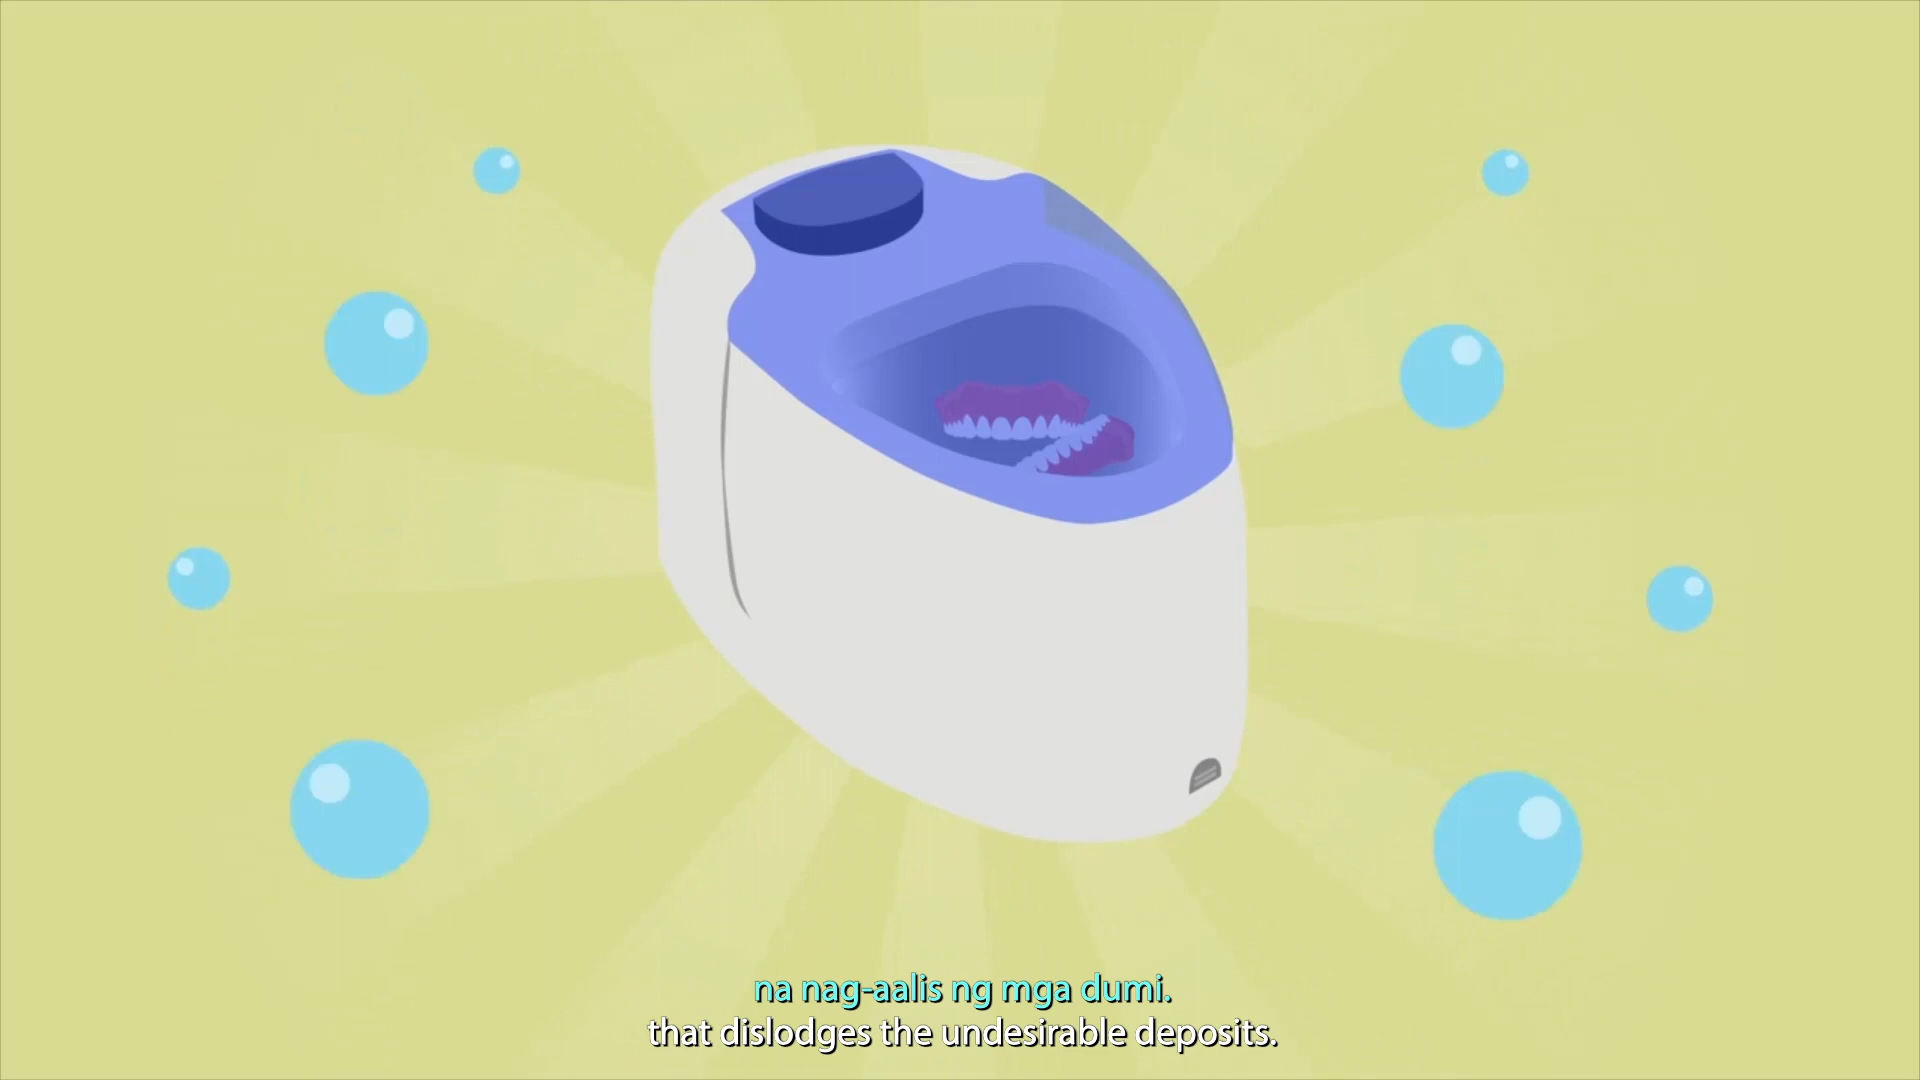 na nag-aalis ng mga dumi.
that dislodges the undesirable deposits.